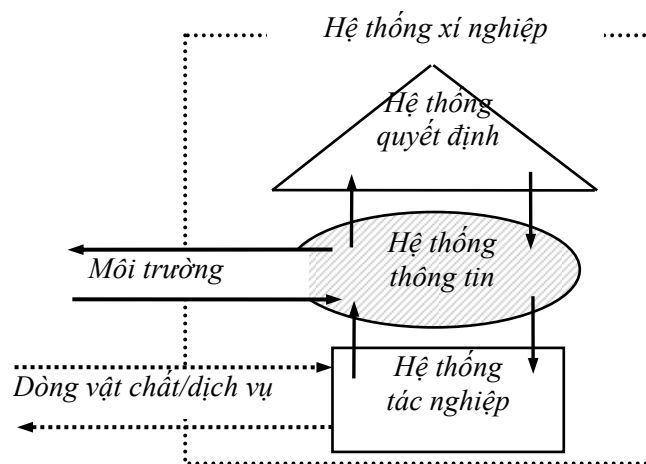 Hệ thống xí nghiệp
Hệ thống
quyết định
Hệ thống
thông tin
Môi trường
Hệ thống
tác nghiệp
Dòng vật chất/dịch vụ